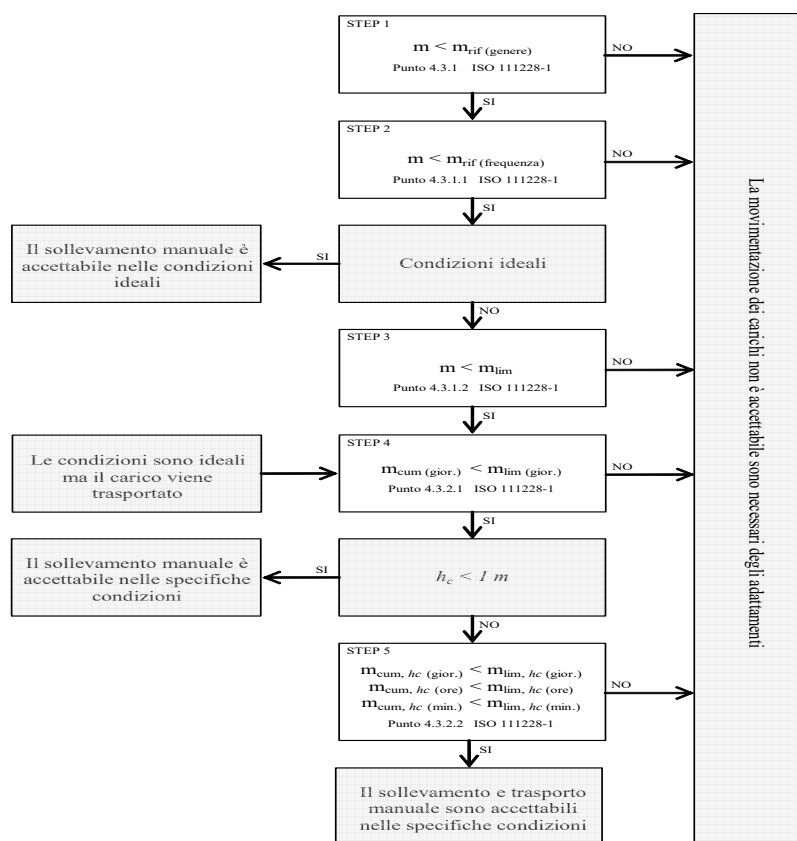 STEP 1
m < mrif (genere)
Punto 4.3.1 ISO 111228-1
NO
SI
STEP 2
m < mrif (frequenza)
Punto 4.3.1.1 ISO 111228-1
NO
SI
Il sollevamento manuale è
accettabile nelle condizioni
ideali
SI
Condizioni ideali
NO
STEP 3
m < mlim
Punto 4.3.1.2 ISO 111228-1
NO
SI
Le condizioni sono ideali
ma il carico viene
trasportato
STEP 4
mcum (gior.) < mlim (gior.)
Punto 4.3.2.1 ISO 111228-1
NO
SI
Il sollevamento manuale è
accettabile nelle specifiche
condizioni
SI
hc < 1 m
NO
STEP 5
mcum, hc (gior.) < mlim, hc (gior.)
mcum, hc (ore) < mlim, hc (ore)
mcum, hc (min.) < mlim, hc (min.)
Punto 4.3.2.2 ISO 111228-1
NO
SI
Il sollevamento e trasporto
manuale sono accettabili
nelle specifiche condizioni
La movimentazione dei carichi non è accettabile sono necessari degli adattamenti